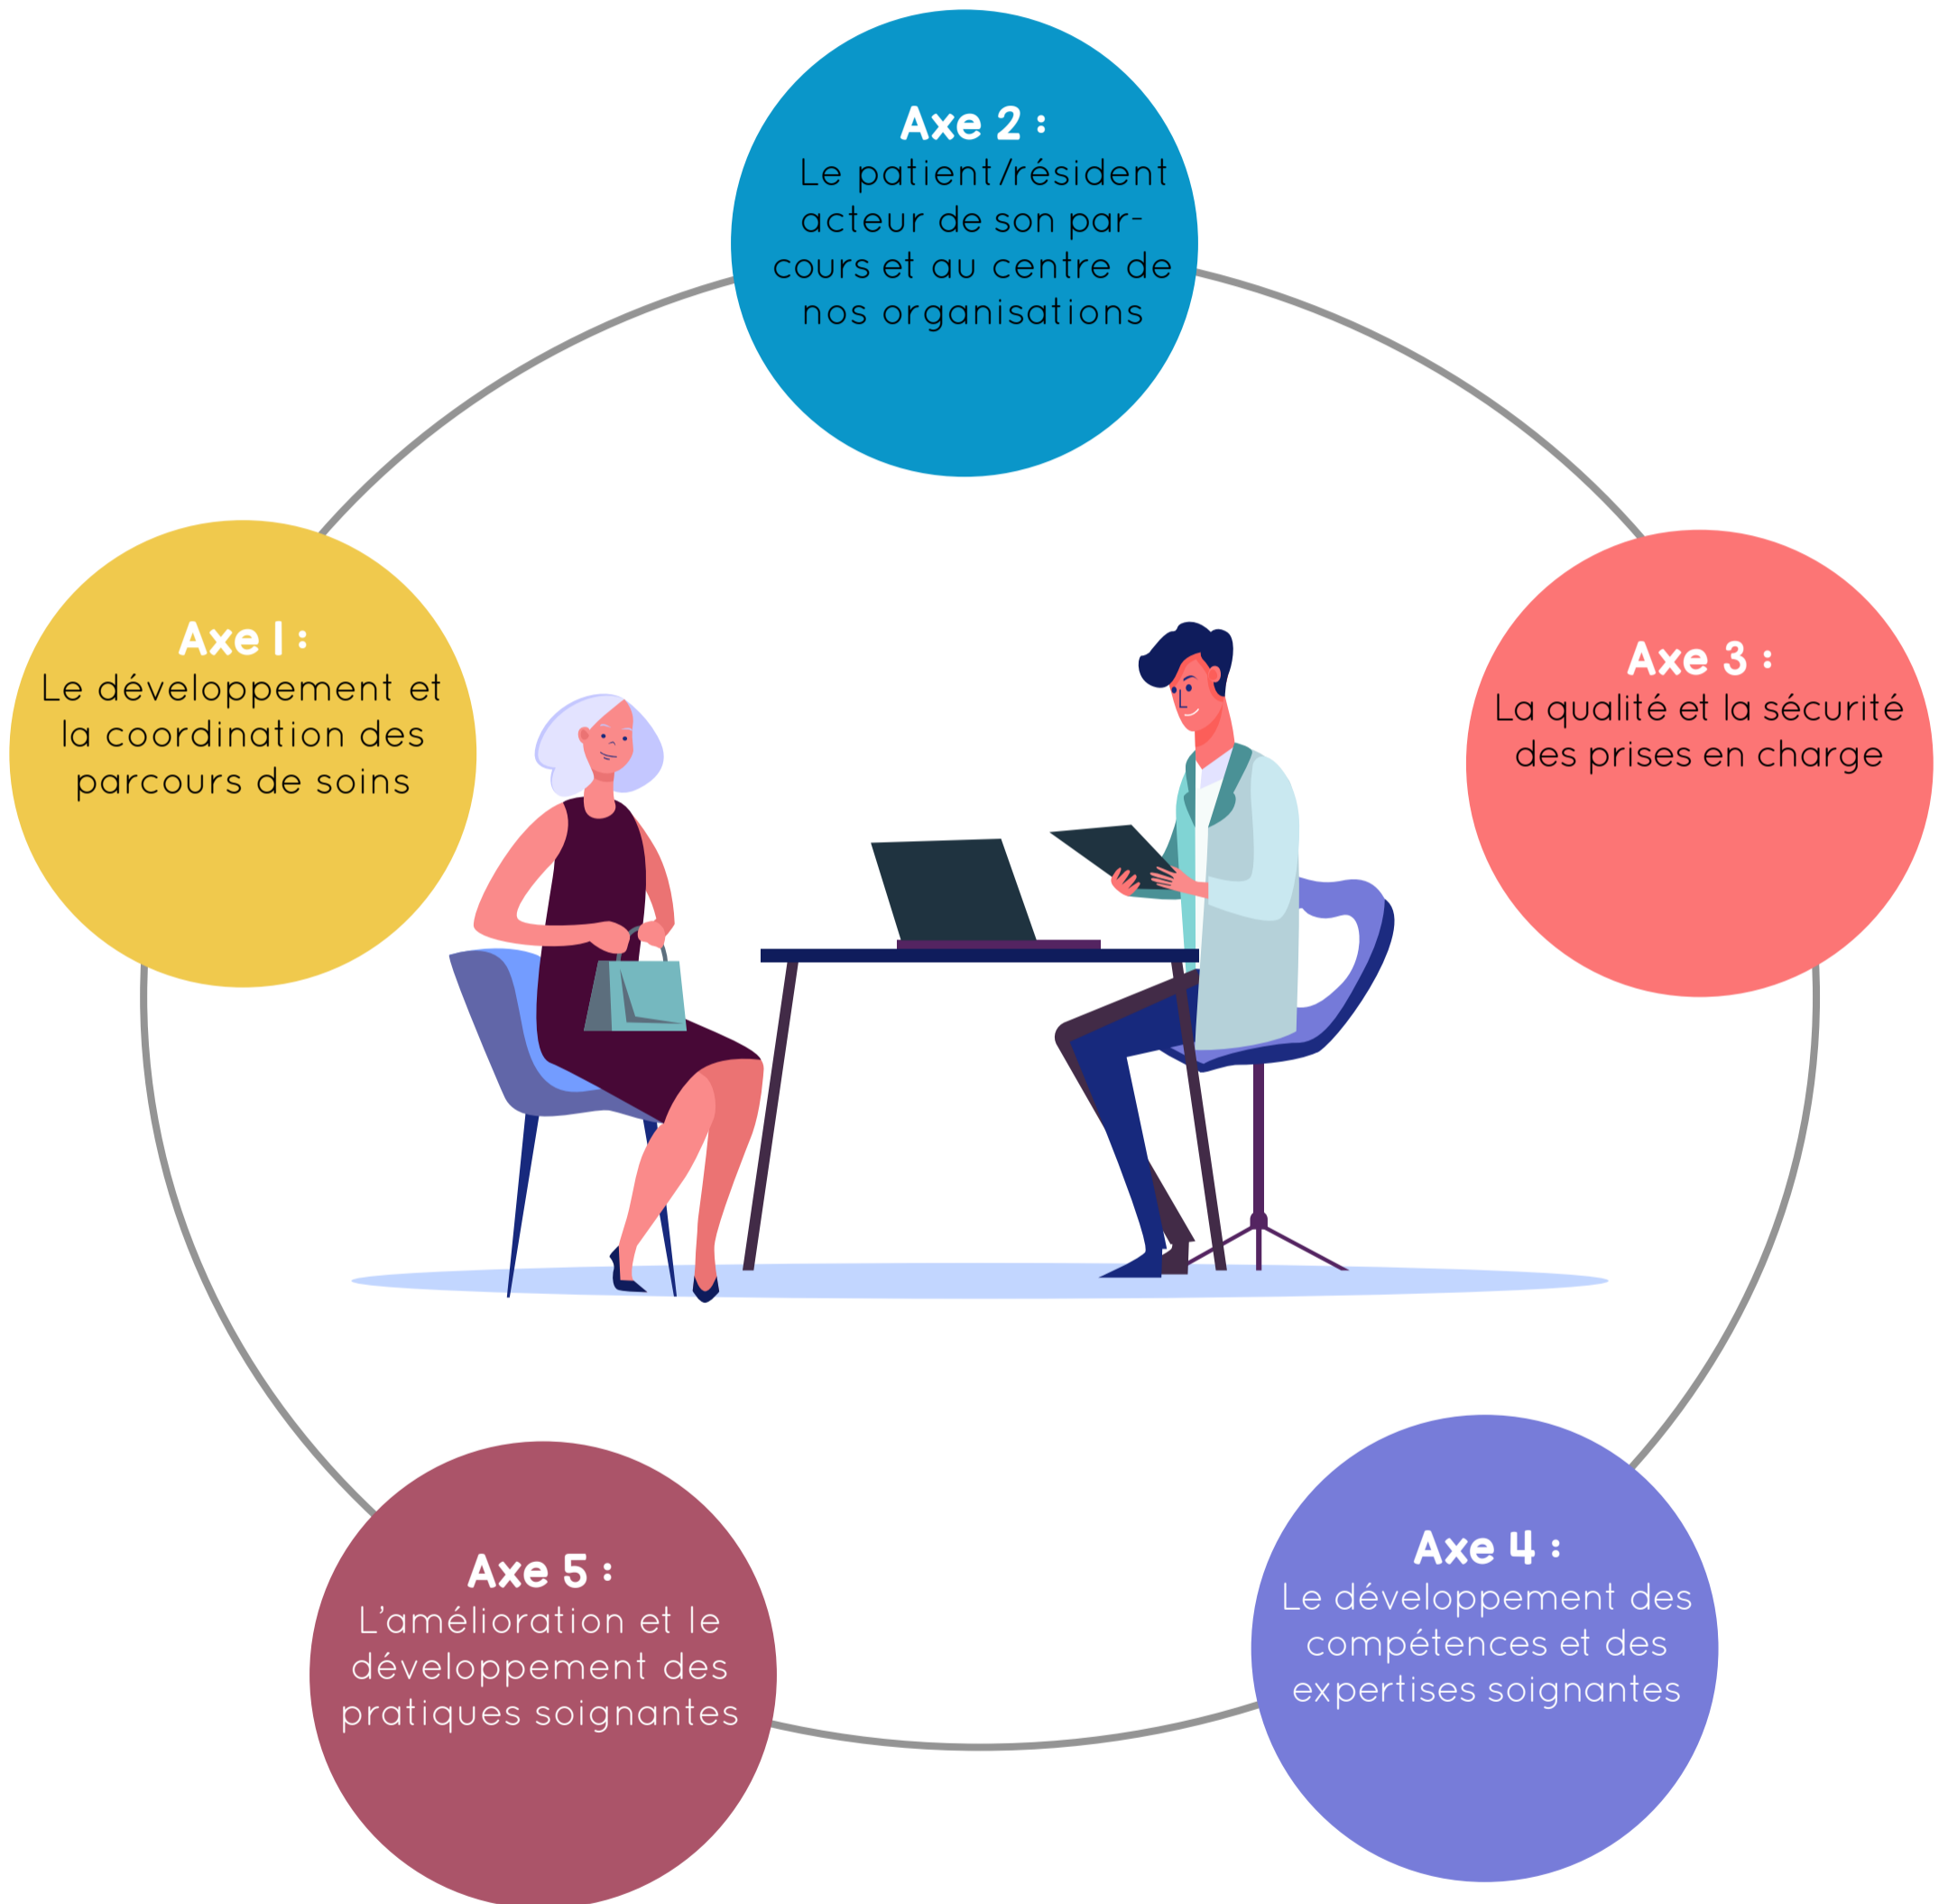 Axe 1 :
Le développement et
la coordination des
parcours de soins
Axe 2 :
Le patient/résident
acteur de son par-
cours et au centre de
nos organisations
Axe 3 :
La qualité et la sécurité
des prises en charge
Axe 4 :
Le développement des
compétences et des
expertises soignantes
Axe 5 :
L'amélioration et le
développement des
pratiques soignantes